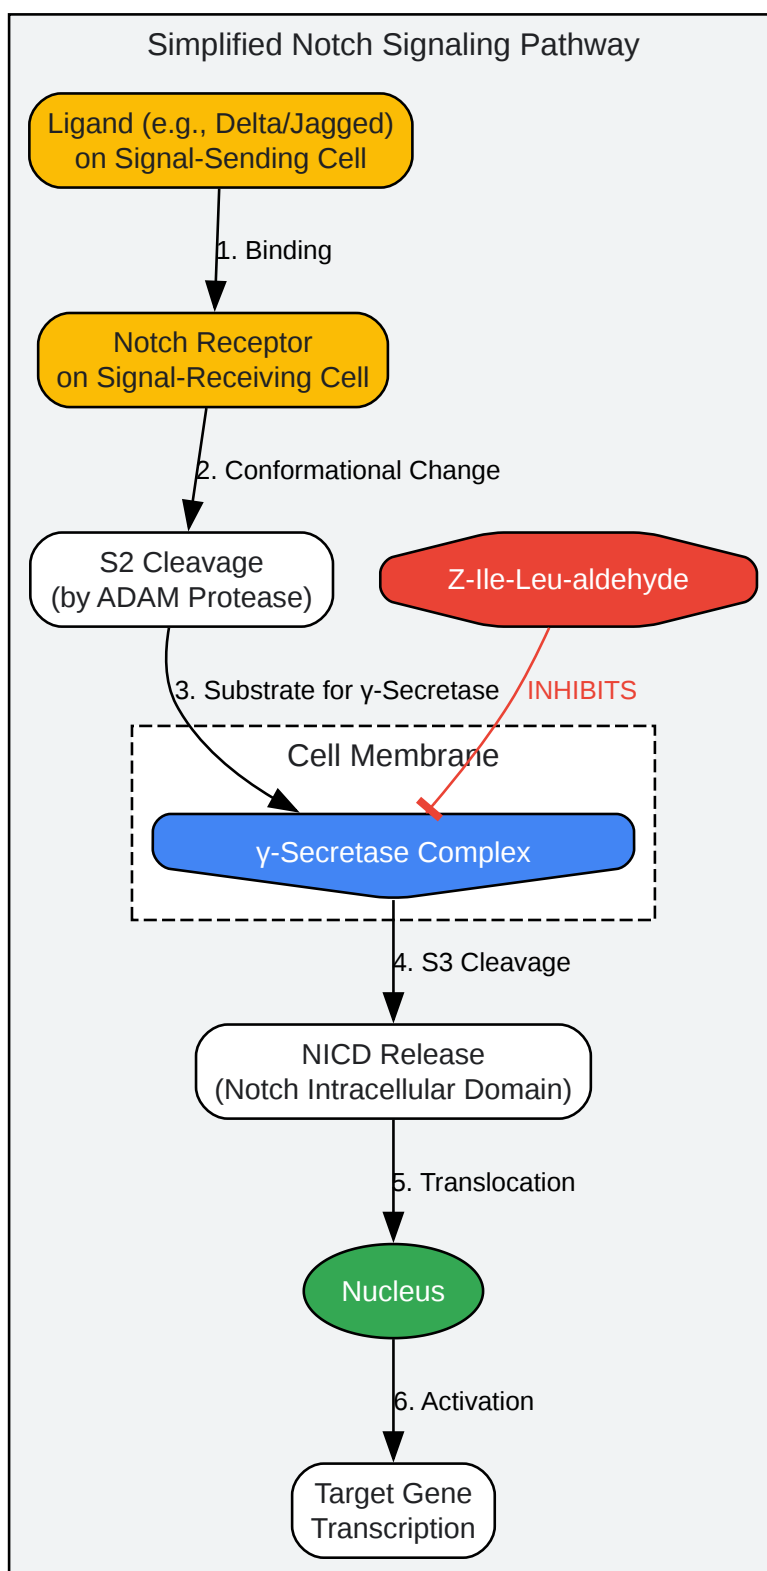 Simplified Notch Signaling Pathway
Ligand (e.g., Delta/Jagged)
on Signal-Sending Cell
1. Binding
Notch Receptor
on Signal-Receiving Cell
2. Conformational Change
S2 Cleavage
(by ADAM Protease)
Z-Ile-Leu-aldehyde
3. Substrate for γ-Secretase
INHIBITS
Cell Membrane
γ-Secretase Complex
4. S3 Cleavage
NICD Release
(Notch Intracellular Domain)
5. Translocation
Nucleus
6. Activation
Target Gene
Transcription